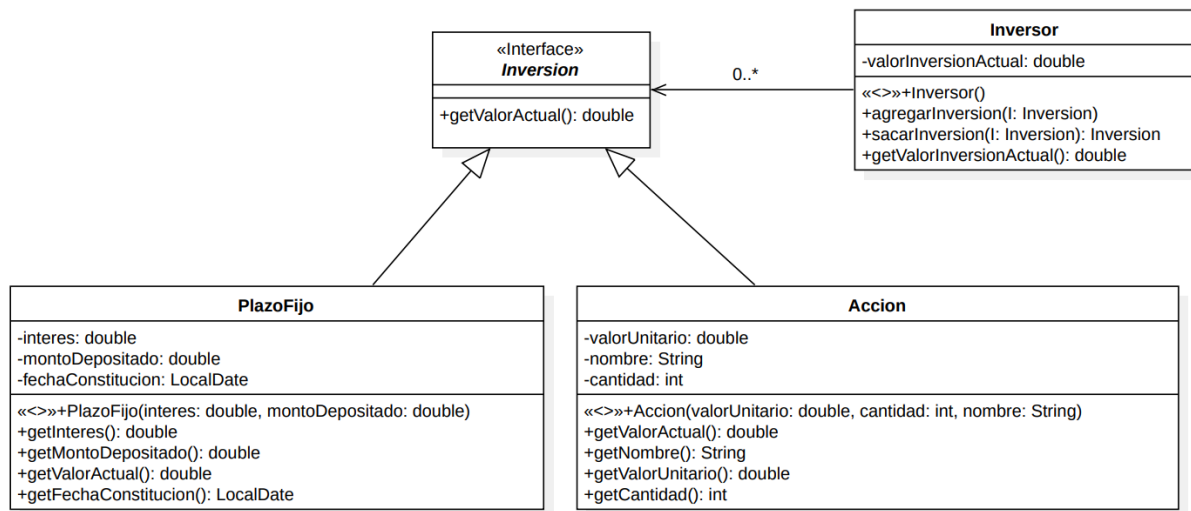 «Interface»
Inversion
+getValorActual(): double
0..*
Inversor
-valorInversionActual: double
«<>»+Inversor()
+agregarInversion(I: Inversion)
+sacarInversion(I: Inversion): Inversion
+getValorInversionActual(): double
PlazoFijo
-interes: double
-montoDepositado: double
-fechaConstitucion: LocalDate
«<>»+PlazoFijo(interes: double, montoDepositado: double)
+getInteres(): double
+getMontoDepositado(): double
+getValorActual(): double
+getFechaConstitucion(): LocalDate
Accion
-valorUnitario: double
-nombre: String
-cantidad: int
«<>»+Accion(valorUnitario: double, cantidad: int, nombre: String)
+getValorActual(): double
+getNombre(): String
+getValorUnitario(): double
+getCantidad(): int